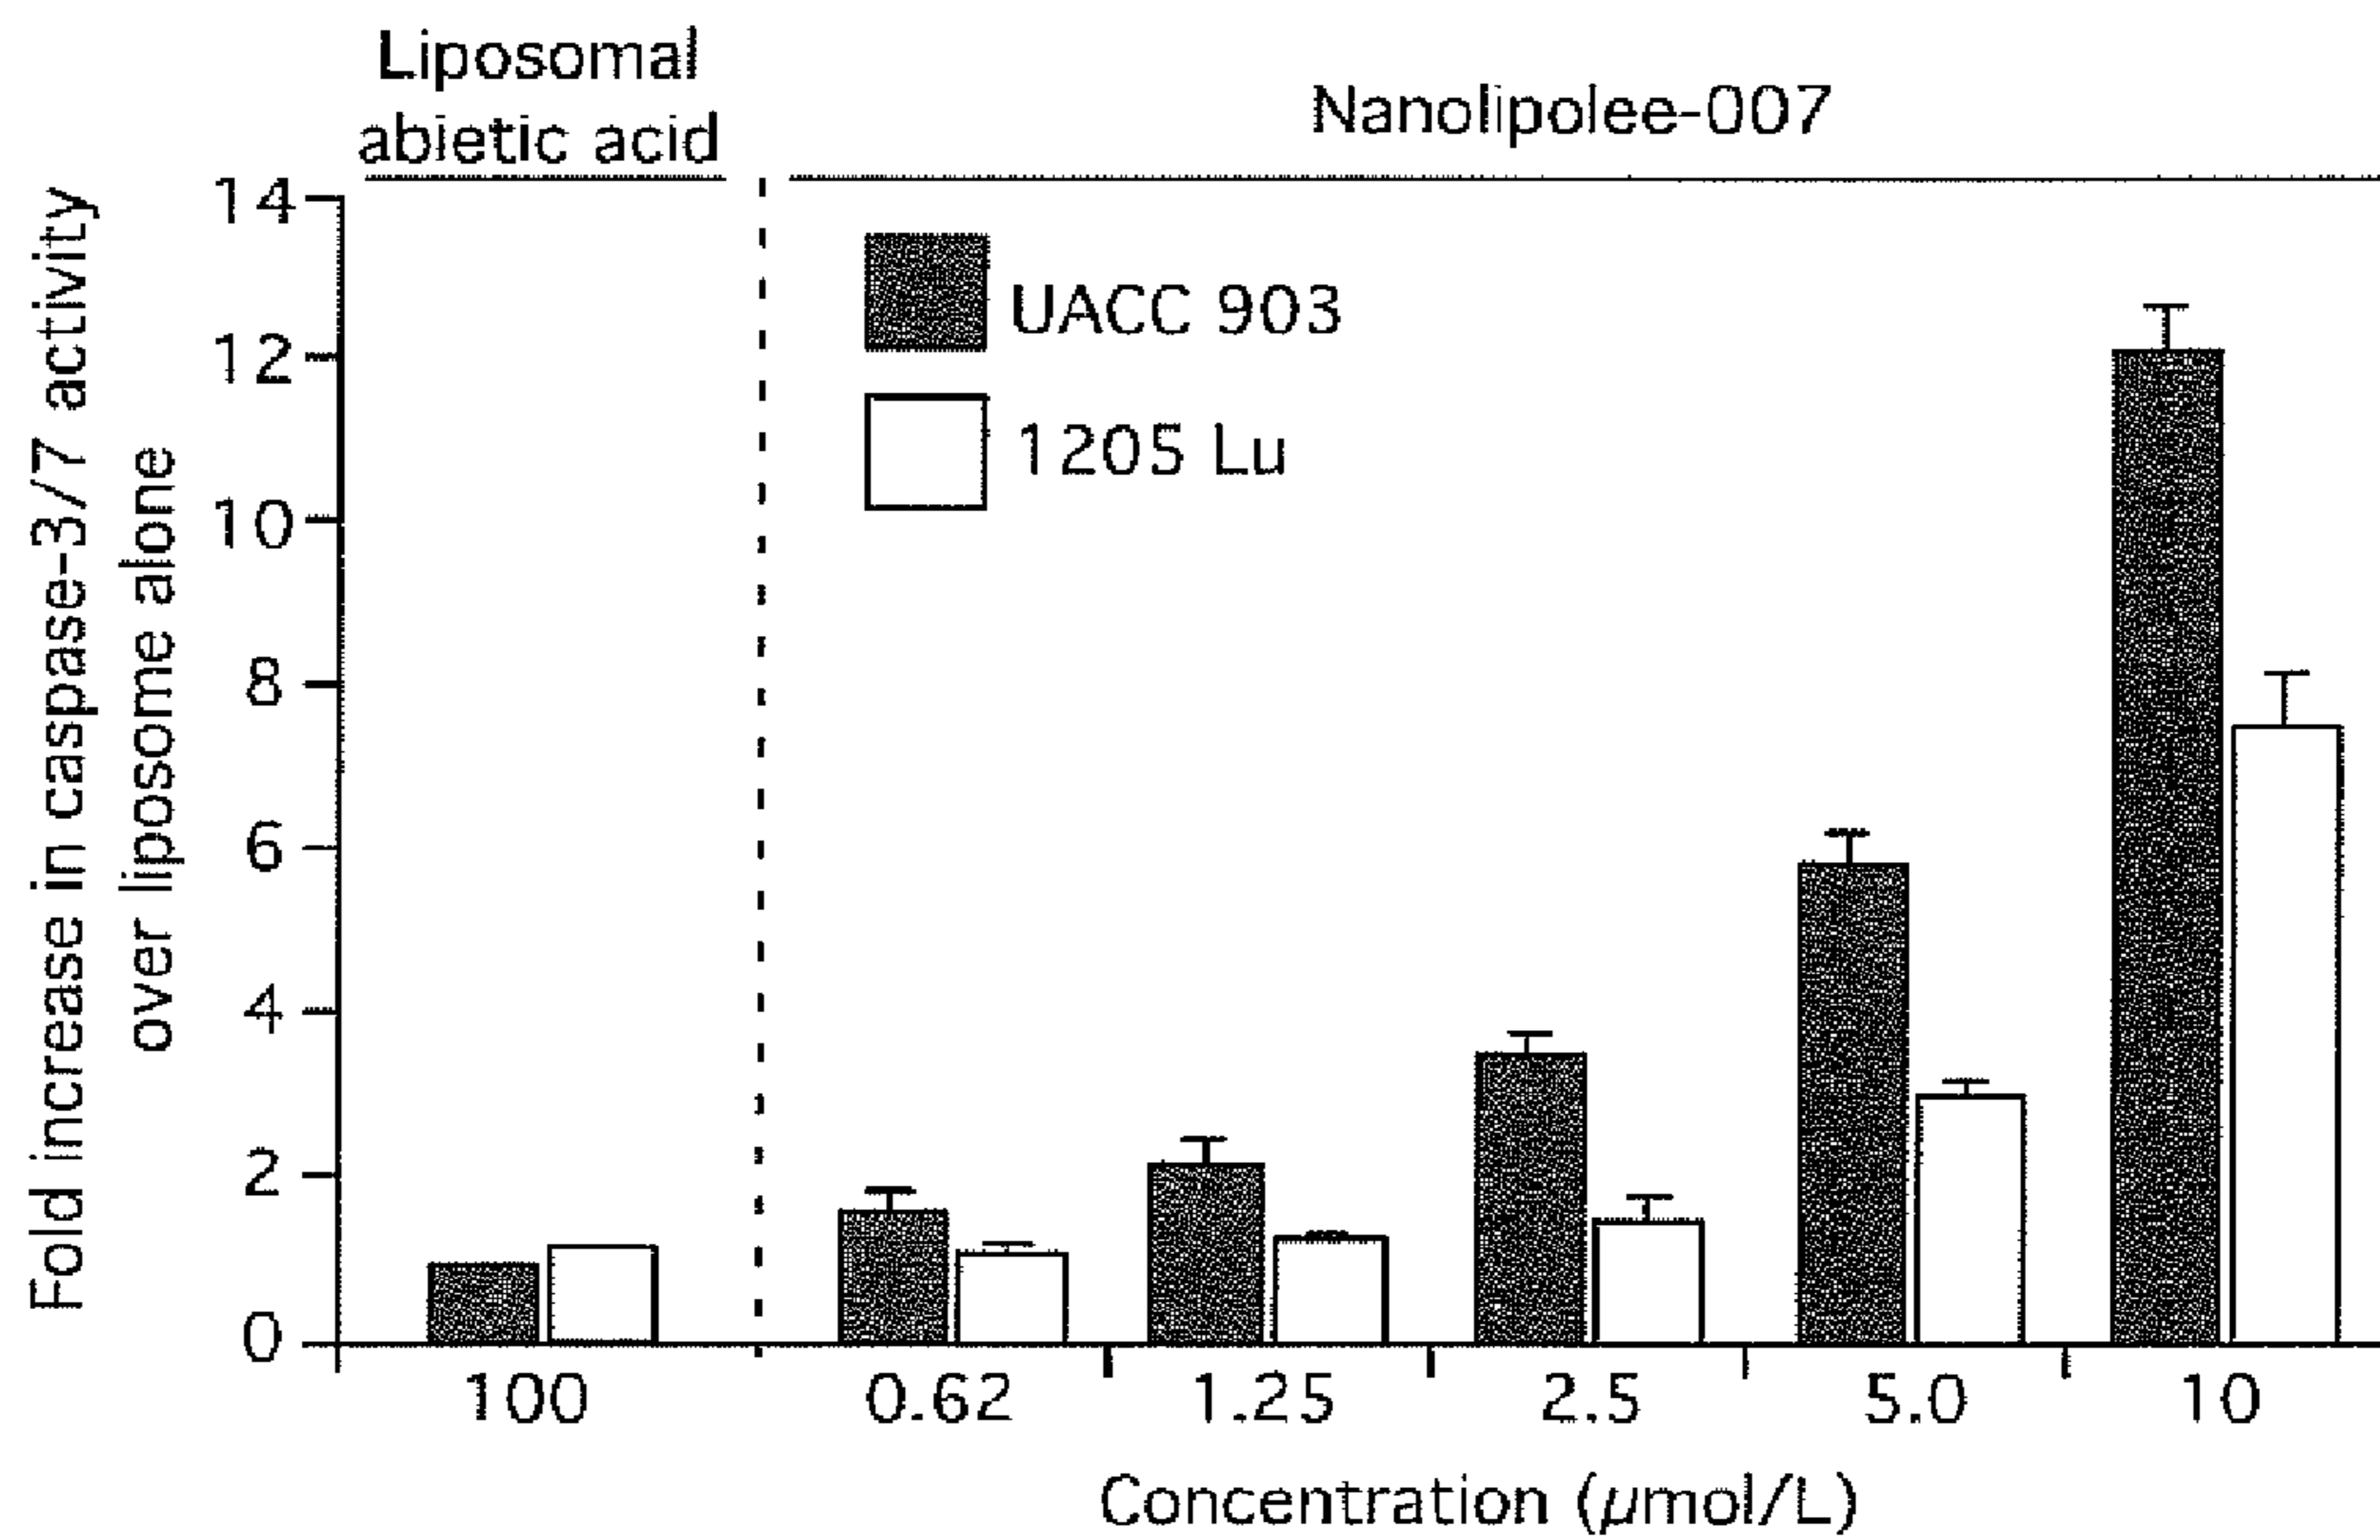 Liposomal
abietic acid
Nanolipolee-007
Fold increase in caspase-3/7 activity
over liposome alone
14
12
10
8
6
4
2
0
UACC 903
1205 Lu
100
0.62
1.25
2.5
5.0
10
Concentration (μmol/L)